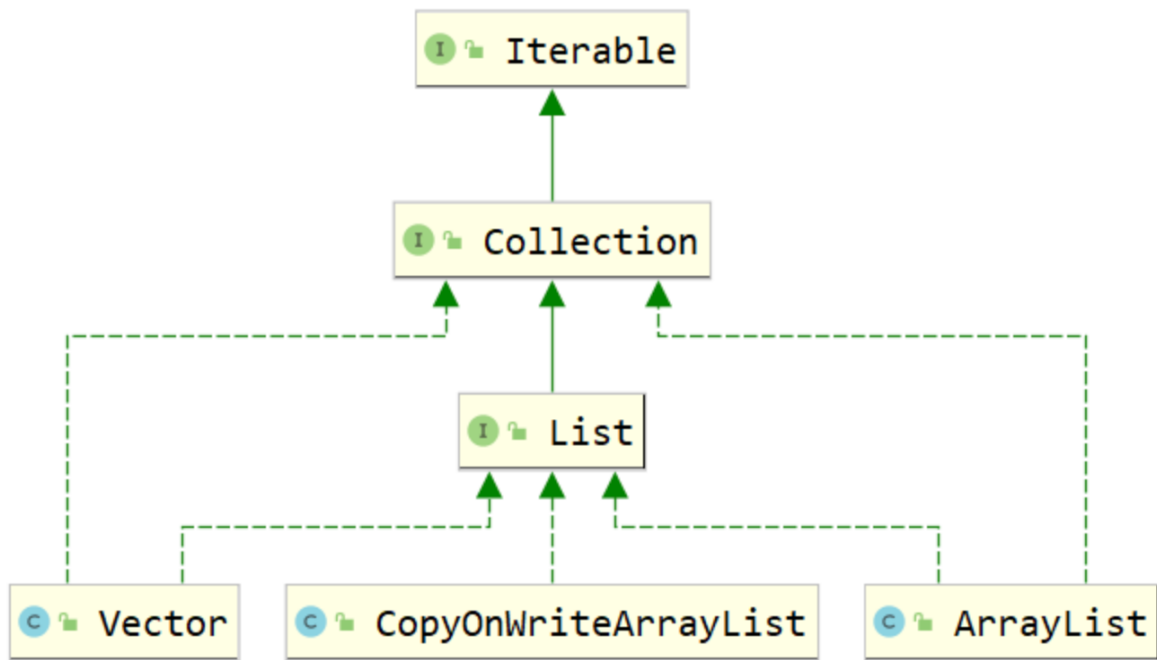 I Iterable
I Collection
I List
C Vector
C CopyOnWriteArrayList
C ArrayList